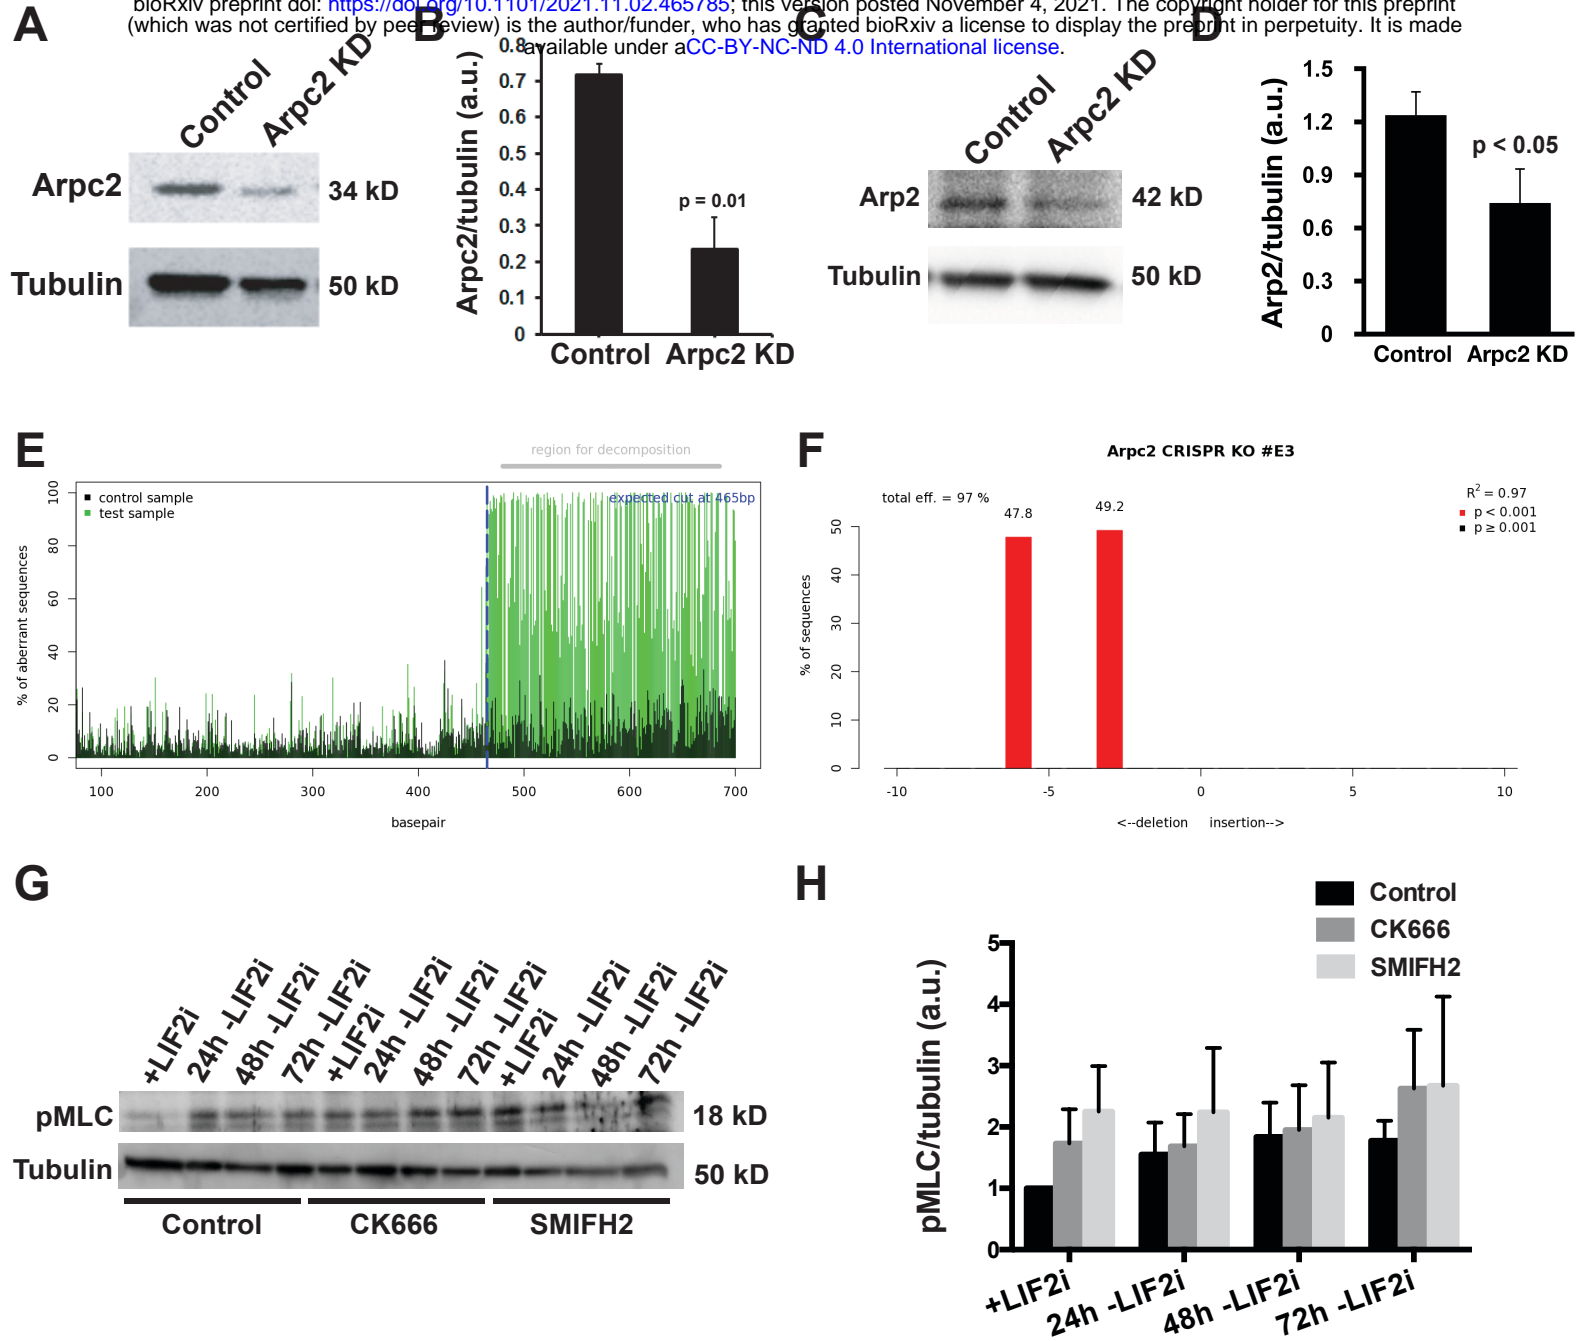 bioRxiv preprint doi: https://doi.org/10.1101/2021.11.02.465785; this version posted November 4, 2021. The copyright holder for this preprint
(which was not certified by peer review) is the author/funder, who has granted bioRxiv a license to display the preprint in perpetuity. It is made
available under aCC-BY-NC-ND 4.0 International license.
A
Control
Arpc2 KD
Arpc2
34 kD
Tubulin
50 kD
B
Arpc2/tubulin (a.u.)
0.8
0.7
0.6
0.5
0.4
0.3
0.2
0.1
0
p = 0.01
Control Arpc2 KD
C
Control
Arpc2 KD
Arp2
42 kD
Tubulin
50 kD
D
Arp2/tubulin (a.u.)
1.5
1.2
0.9
0.6
0.3
0
p < 0.05
Control Arpc2 KD
E
region for decomposition
control sample
test sample
expected cut at 465bp
% of aberrant sequences
100
80
60
40
20
0
100 200 300 400 500 600 700
basepair
F
Arpc2 CRISPR KO #E3
total eff. = 97 %
47.8
49.2
R2 = 0.97
p < 0.001
p ≥ 0.001
% of sequences
50
40
30
20
10
0
-10 -5 0 5 10
<--deletion insertion-->
G
+LIF2i
24h -LIF2i
48h -LIF2i
72h -LIF2i
+LIF2i
24h -LIF2i
48h -LIF2i
72h -LIF2i
+LIF2i
24h -LIF2i
48h -LIF2i
72h -LIF2i
pMLC
18 kD
Tubulin
50 kD
Control CK666 SMIFH2
H
Control
CK666
SMIFH2
pMLC/tubulin (a.u.)
5
4
3
2
1
0
+LIF2i
24h -LIF2i
48h -LIF2i
72h -LIF2i